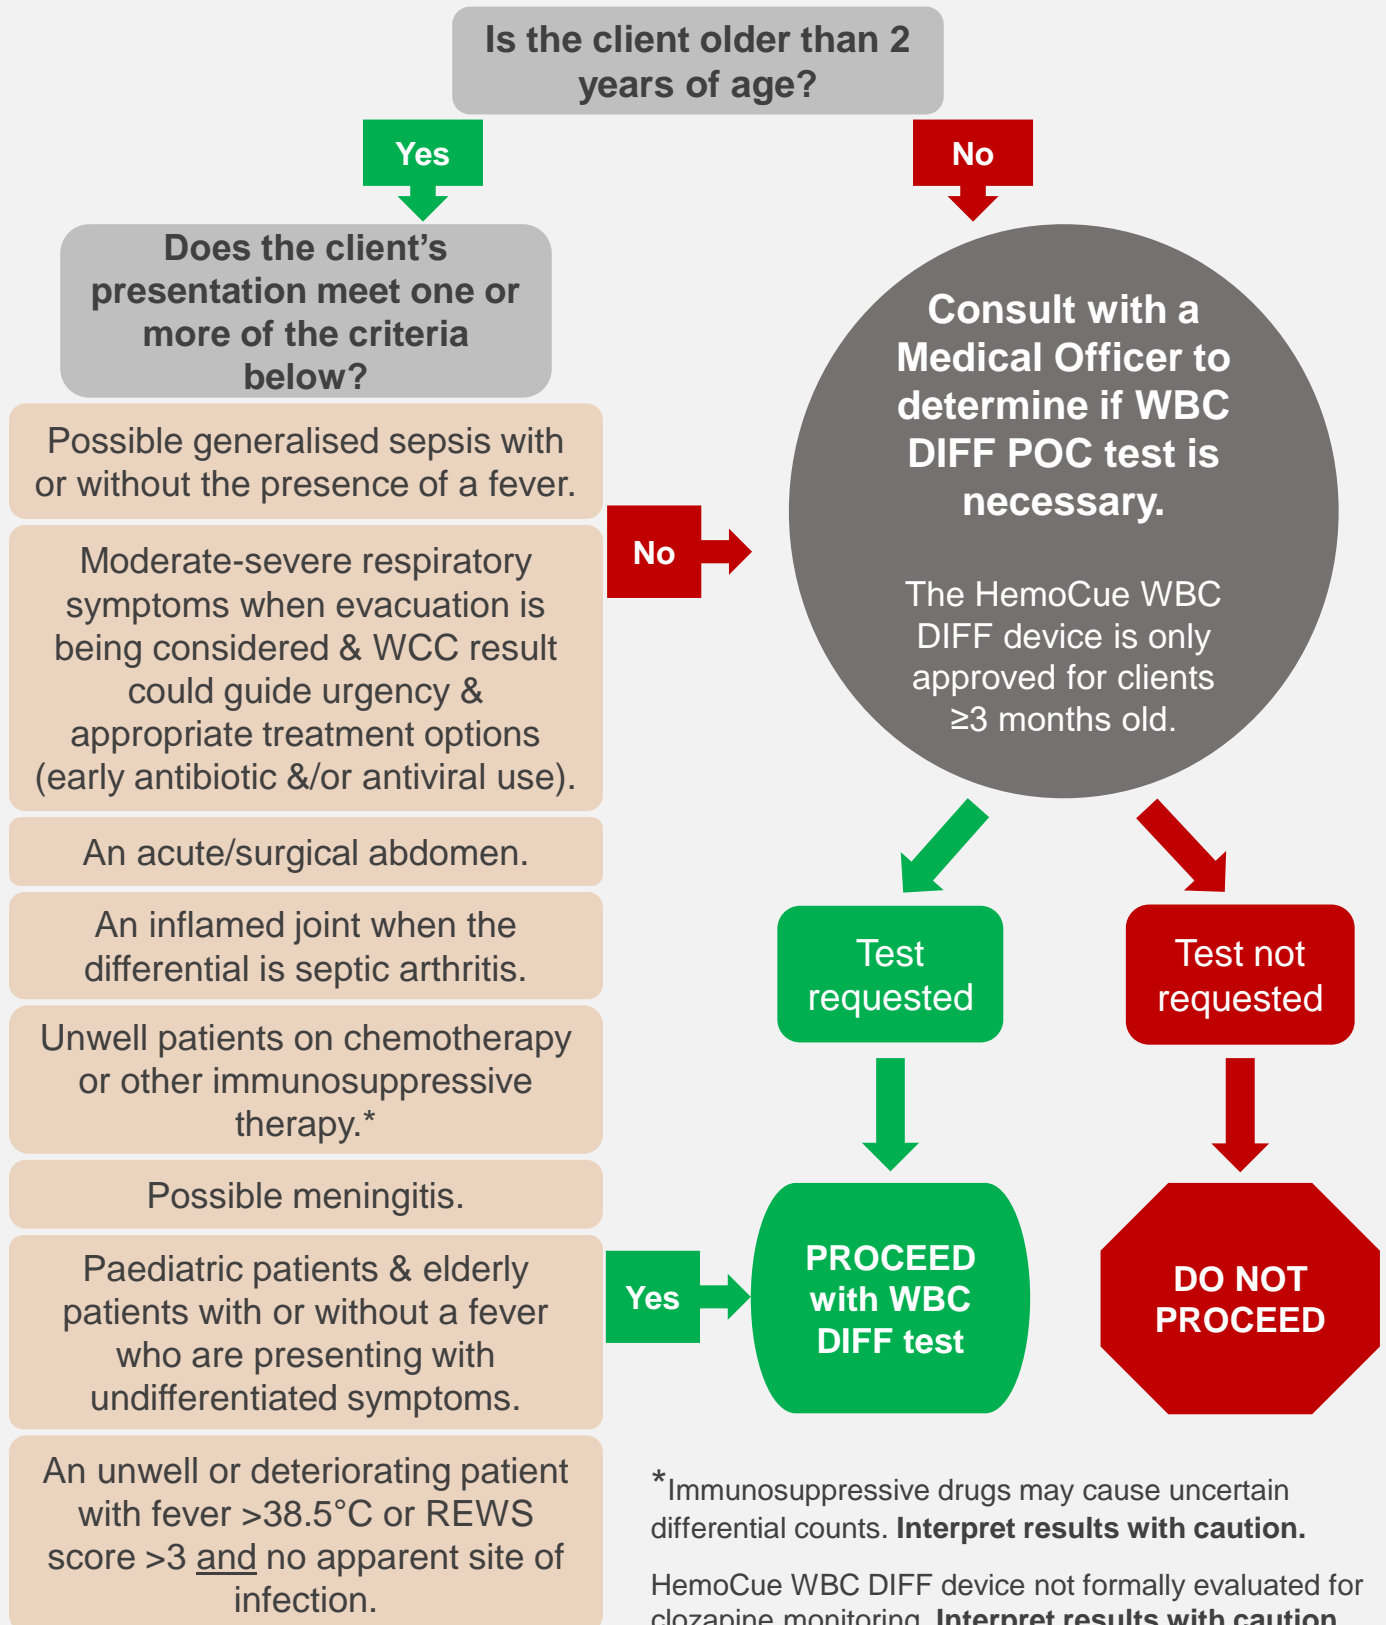 Is the client older than 2
years of age?
Yes
No
Does the client’s
presentation meet one or
more of the criteria
below?
Possible generalised sepsis with
or without the presence of a fever.
Moderate-severe respiratory
symptoms when evacuation is
being considered & WCC result
could guide urgency &
appropriate treatment options
(early antibiotic &/or antiviral use).
An acute/surgical abdomen.
An inflamed joint when the
differential is septic arthritis.
Unwell patients on chemotherapy
or other immunosuppressive
therapy.*
Possible meningitis.
Paediatric patients & elderly
patients with or without a fever
who are presenting with
undifferentiated symptoms.
An unwell or deteriorating patient
with fever >38.5°C or REWS
score >3 and no apparent site of
infection.
No
Yes
Consult with a
Medical Officer to
determine if WBC
DIFF POC test is
necessary.
The HemoCue WBC
DIFF device is only
approved for clients
≥3 months old.
Test
requested
Test not
requested
PROCEED
with WBC
DIFF test
DO NOT
PROCEED
*Immunosuppressive drugs may cause uncertain
differential counts. Interpret results with caution.
HemoCue WBC DIFF device not formally evaluated for
clozapine monitoring. Interpret results with caution